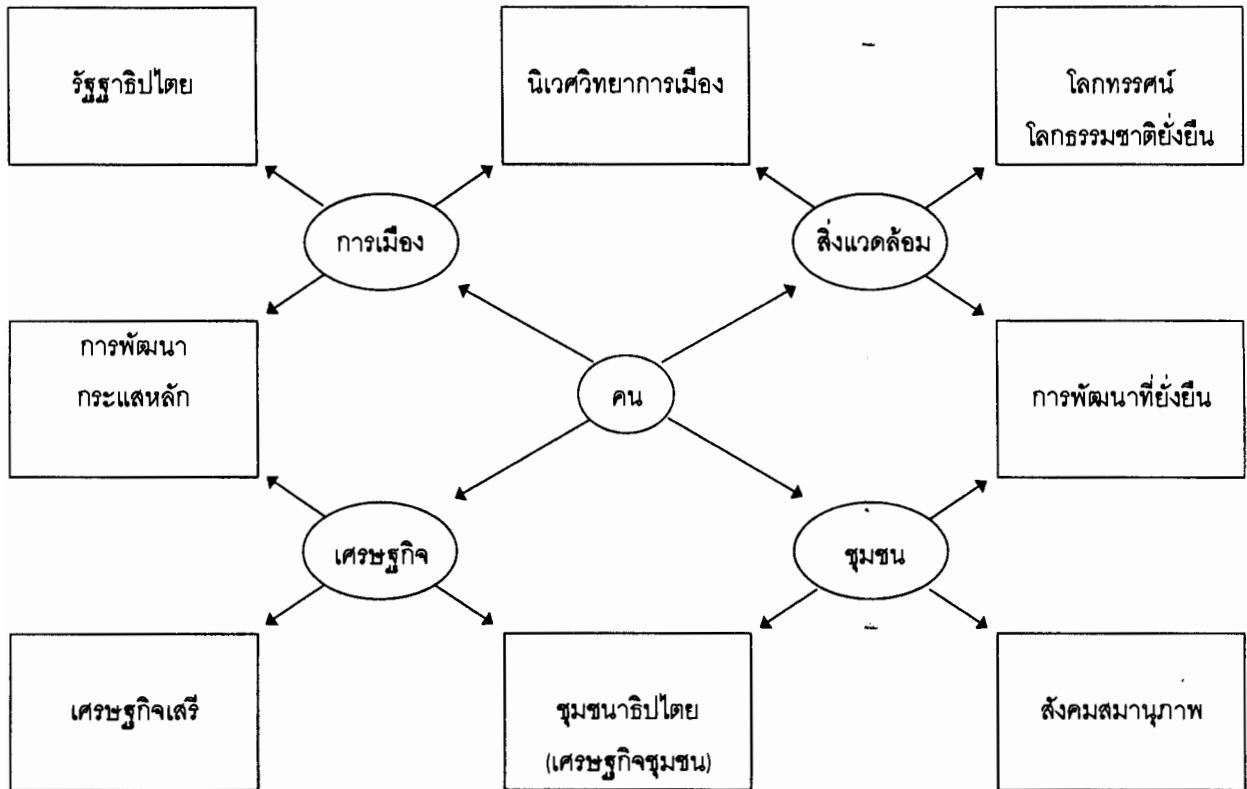 รัฐฐาธิปไตย
นิเวศวิทยาการเมือง
โลกทรรศน์
โลกธรรมชาติยั่งยืน
การเมือง
สิ่งแวดล้อม
การพัฒนา
กระแสหลัก
คน
การพัฒนาที่ยั่งยืน
เศรษฐกิจ
ชุมชน
เศรษฐกิจเสรี
ชุมชนาธิปไตย
(เศรษฐกิจชุมชน)
สังคมสมานุภาพ